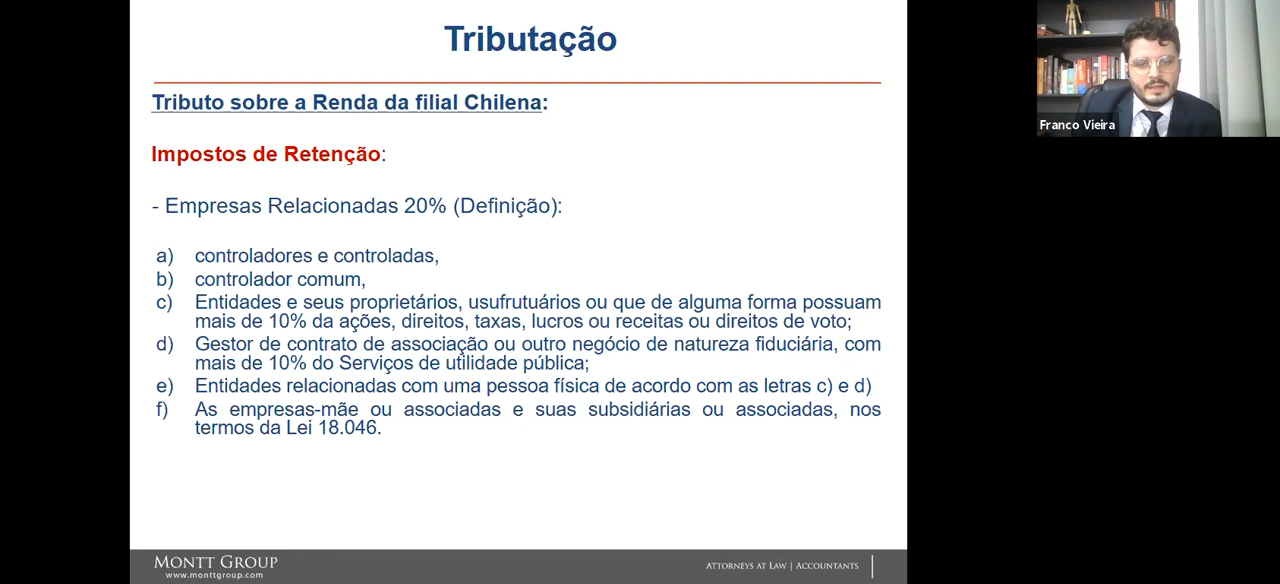 Tributação
Tributo sobre a Renda da filial Chilena:
Impostos de Retenção:
- Empresas Relacionadas 20% (Definição):
a) controladores e controladas,
b) controlador comum,
c) Entidades e seus proprietários, usufrutuários ou que de alguma forma possuam
mais de 10% da ações, direitos, taxas, lucros ou receitas ou direitos de voto;
d) Gestor de contrato de associação ou outro negócio de natureza fiduciária, com
mais de 10% do Serviços de utilidade pública;
e) Entidades relacionadas com uma pessoa física de acordo com as letras c) e d)
f) As empresas-mãe ou associadas e suas subsidiárias ou associadas, nos
termos da Lei 18.046.
MONTT GROUP
www.monttgroup.com
ATTORNEYS AT LAW | ACCOUNTANTS
Franco Vieira